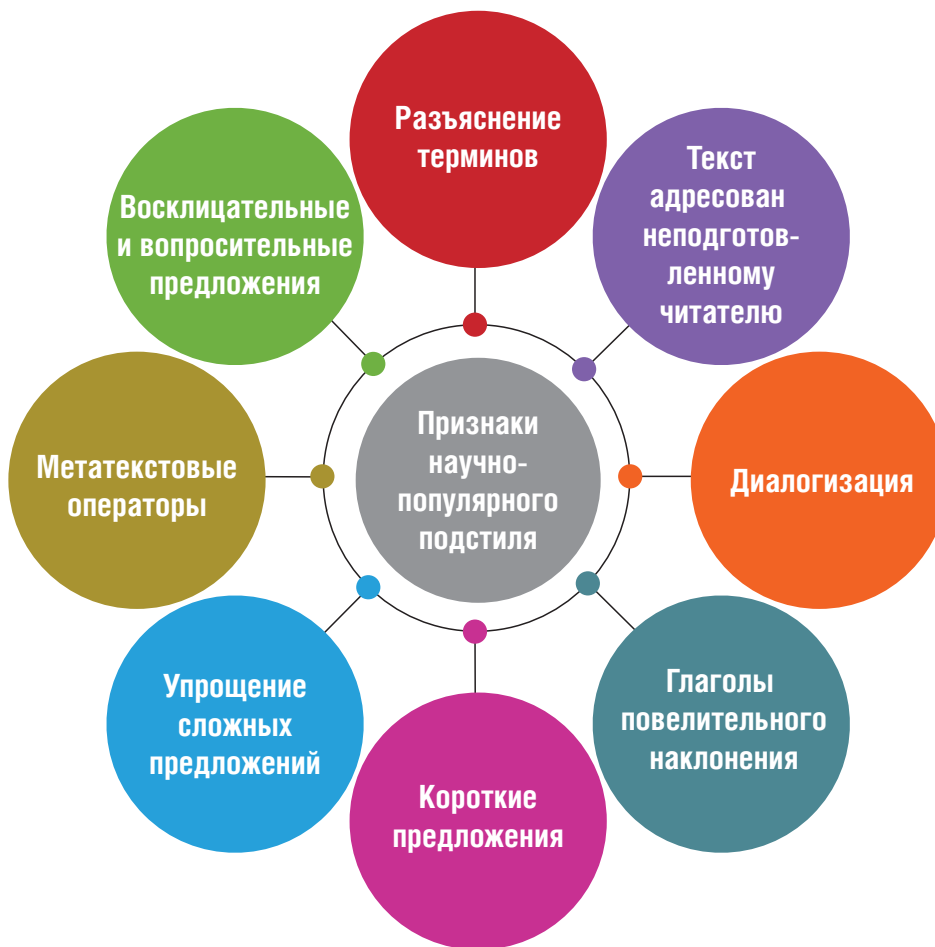 Разъяснение
терминов
Текст
адресован
неподготов-
ленному
читателю
Диалогизация
Глаголы
повелительного
наклонения
Короткие
предложения
Упрощение
сложных
предложений
Метатекстовые
операторы
Восклицательные
и вопросительные
предложения
Признаки
научно-
популярного
подстиля